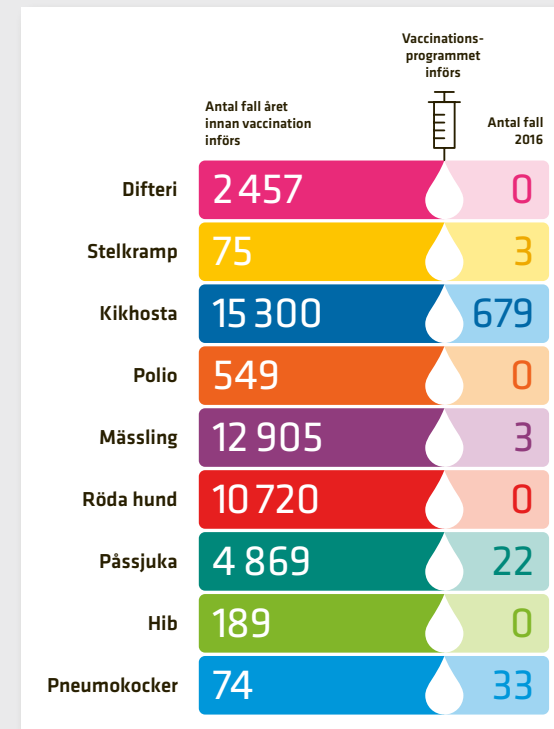 Vaccinations-
programmet
införs
Antal fall året
innan vaccination
införs
Antal fall
2016
Difteri 2 457 0
Stelkramp 75 3
Kikhosta 15 300 679
Polio 549 0
Mässling 12 905 3
Röda hund 10 720 0
Påssjuka 4 869 22
Hib 189 0
Pneumokocker 74 33